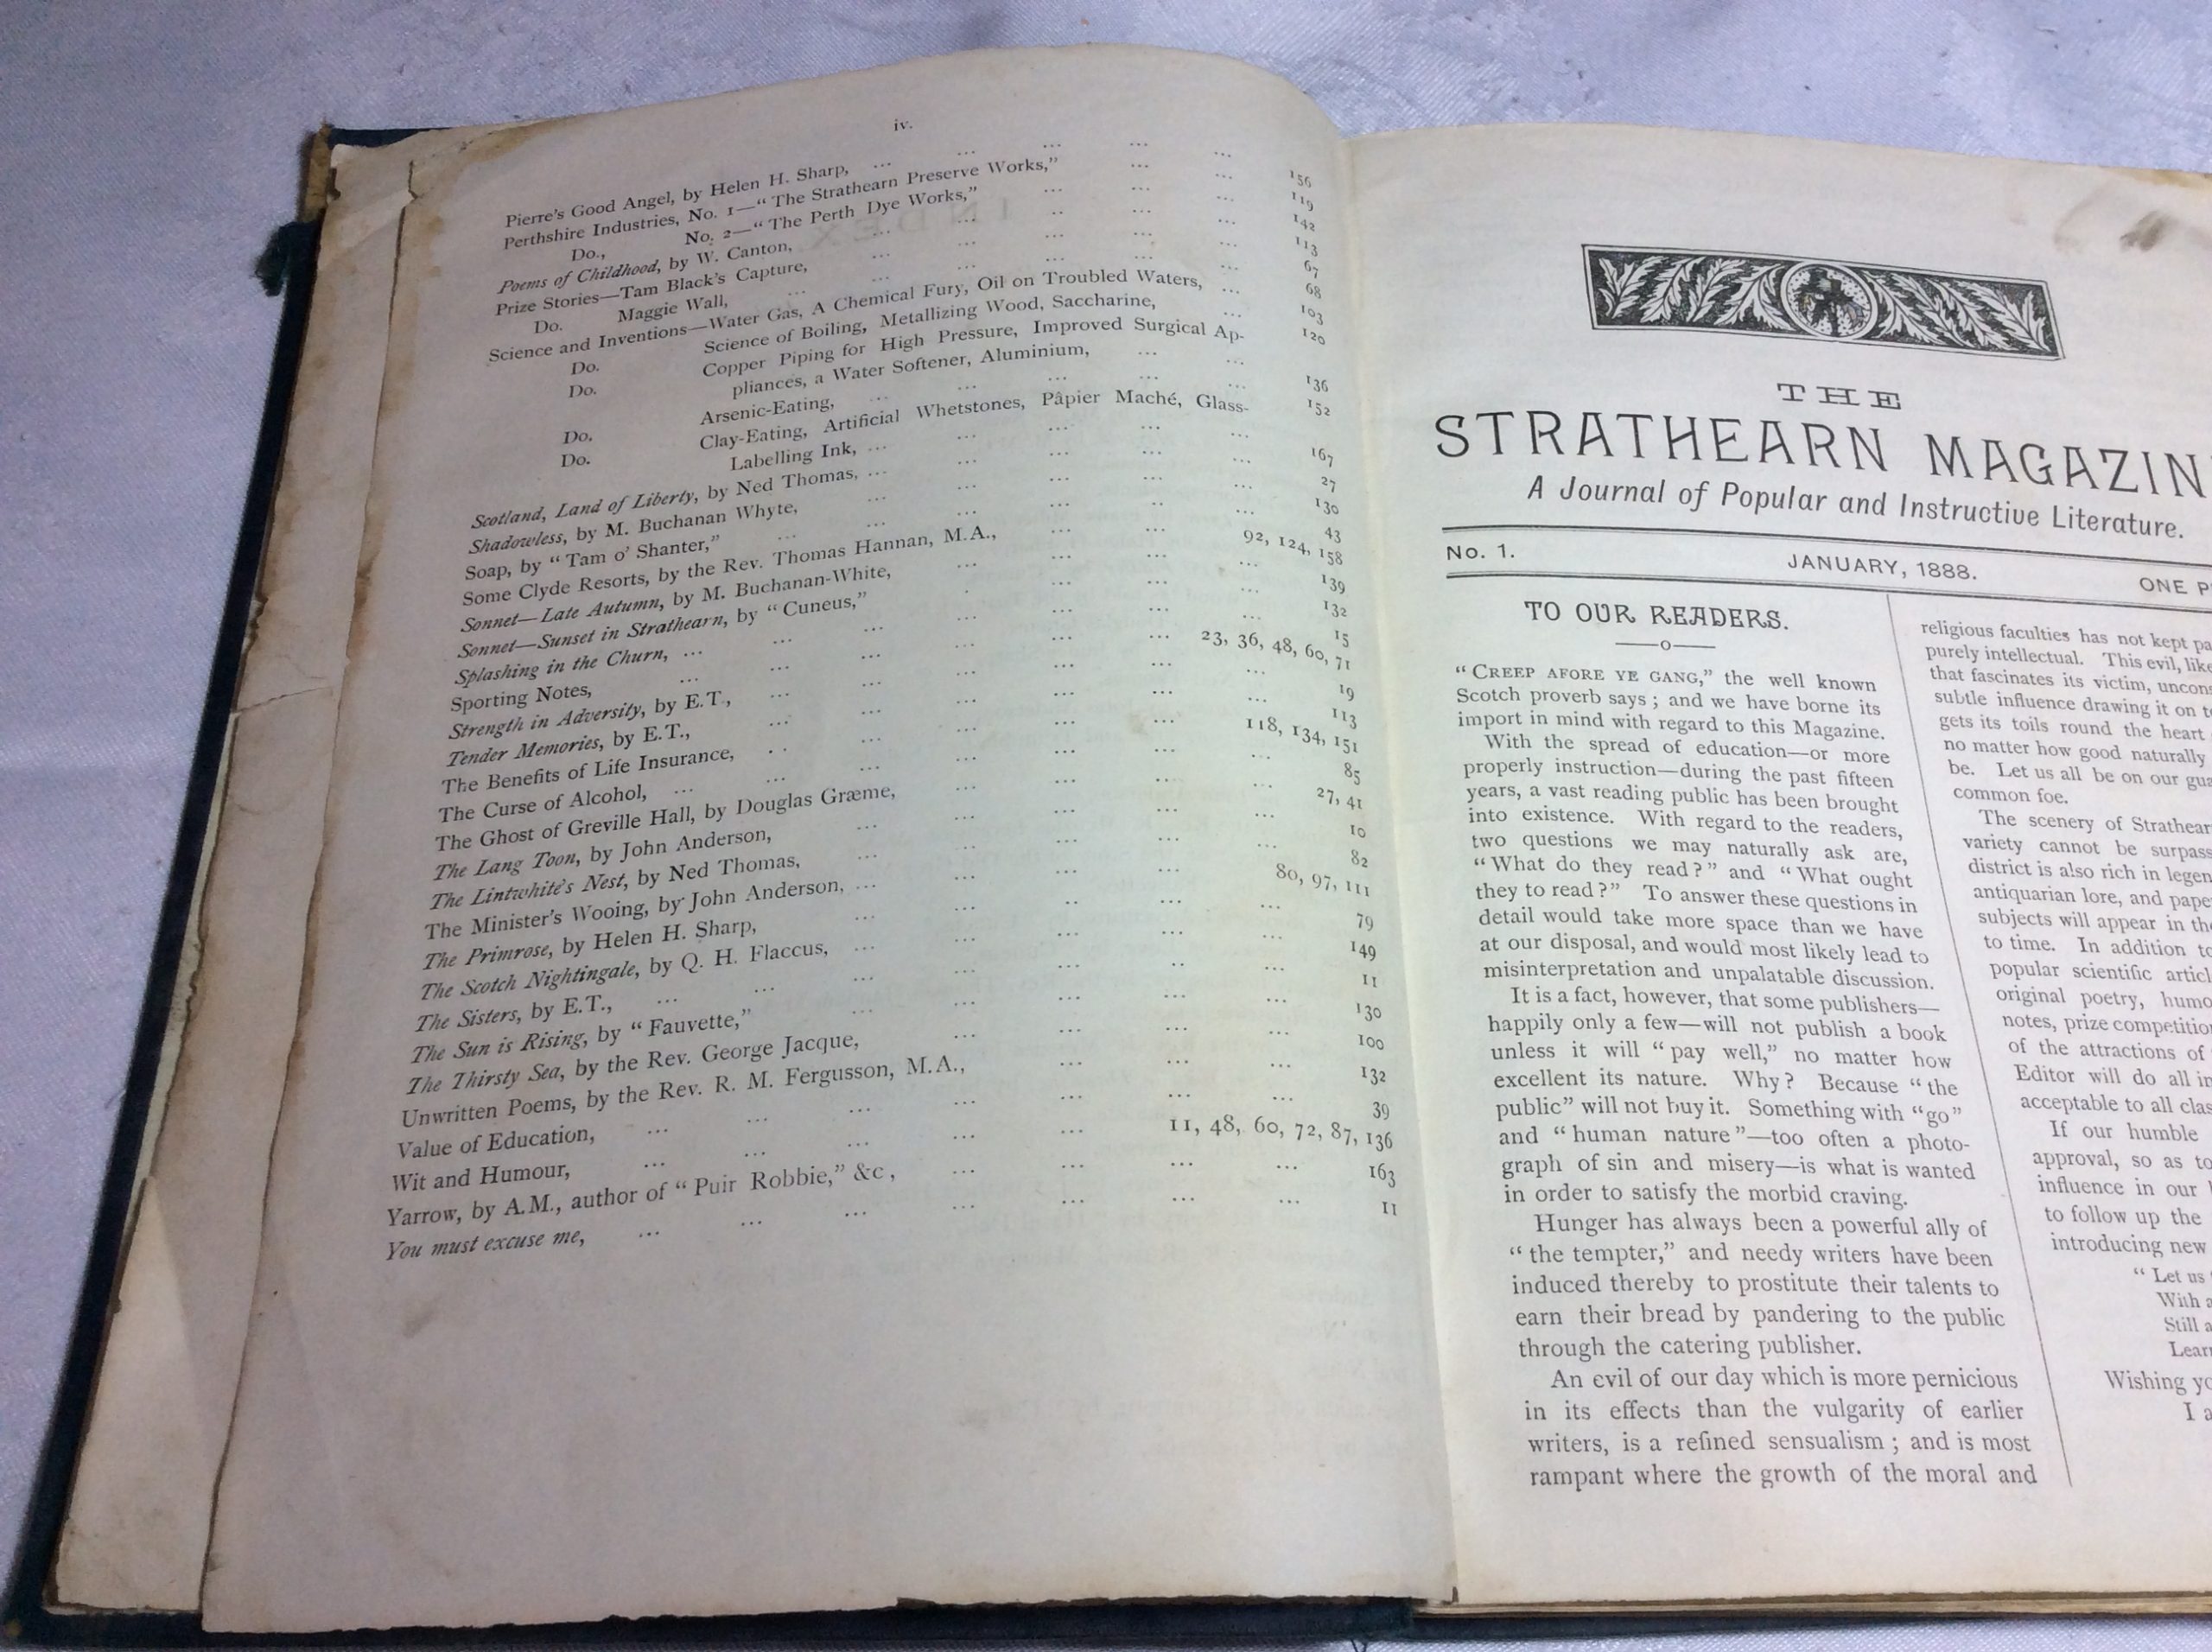 iv.
Pierre's Good Angel, by Helen H. Sharp, ... ... ... ... ... 156
Perthshire Industries, No. 1—“The Strathearn Preserve Works,” ... ... 119
Do., No. 2—“The Perth Dye Works,” ... ... ... 142
Poems of Childhood, by W. Canton, ... ... ... ... ... 113
Prize Stories—Tam Black's Capture, ... ... ... ... ... 67
Do. Maggie Wall, ... ... ... ... ... 68
Science and Inventions—Water Gas, A Chemical Fury, Oil on Troubled Waters, ... 103
Do. Science of Boiling, Metallizing Wood, Saccharine, ... 120
Do. Copper Piping for High Pressure, Improved Surgical Ap-
pliances, a Water Softener, Aluminium, ... ... 136
Do. Arsenic-Eating, ... ... ... ... ... 152
Do. Clay-Eating, Artificial Whetstones, Pâpier Maché, Glass-
Labelling Ink, ... ... ... ... ... 167
Scotland, Land of Liberty, by Ned Thomas, ... ... ... ... 27
Shadowless, by M. Buchanan Whyte, ... ... ... ... ... 130
Soap, by “Tam o' Shanter,” ... ... ... ... ... ... 43
Some Clyde Resorts, by the Rev. Thomas Hannan, M.A., ... ... 92, 124, 158
Sonnet—Late Autumn, by M. Buchanan-White, ... ... ... ... 139
Sonnet—Sunset in Strathearn, by “Cuneus,” ... ... ... ... 132
Splashing in the Churn, ... ... ... ... ... ... ... 15
Sporting Notes, ... ... ... ... ... ... 23, 36, 48, 60, 71
Strength in Adversity, by E.T., ... ... ... ... ... ... 19
Tender Memories, by E.T., ... ... ... ... ... ... 113
The Benefits of Life Insurance, ... ... ... ... ... 118, 134, 151
The Curse of Alcohol, ... ... ... ... ... ... ... 85
The Ghost of Greville Hall, by Douglas Græme, ... ... ... ... 27, 41
The Lang Toon, by John Anderson, ... ... ... ... ... 10
The Lintwhite's Nest, by Ned Thomas, ... ... ... ... ... 82
The Minister's Wooing, by John Anderson, ... ... ... ... 80, 97, 111
The Primrose, by Helen H. Sharp, ... ... ... ... ... 79
The Scotch Nightingale, by Q. H. Flaccus, ... ... ... ... ... 149
The Sisters, by E.T., ... ... ... ... ... ... ... 11
The Sun is Rising, by “Fauvette,” ... ... ... ... ... 130
The Thirsty Sea, by the Rev. George Jacque, ... ... ... ... 100
Unwritten Poems, by the Rev. R. M. Fergusson, M.A., ... ... ... 132
Value of Education, ... ... ... ... ... ... ... 39
Wit and Humour, ... ... ... ... ... 11, 48, 60, 72, 87, 136
Yarrow, by A.M., author of “Puir Robbie,” &c, ... ... ... ... 163
You must excuse me, ... ... ... ... ... ... ... 11
THE
STRATHEARN MAGAZIN
A Journal of Popular and Instructive Literature.
No. 1. JANUARY, 1888. ONE P
TO OUR READERS.
—o—
“CREEP AFORE YE GANG,” the well known
Scotch proverb says; and we have borne its
import in mind with regard to this Magazine.
With the spread of education—or more
properly instruction—during the past fifteen
years, a vast reading public has been brought
into existence. With regard to the readers,
two questions we may naturally ask are,
“What do they read?” and “What ought
they to read?” To answer these questions in
detail would take more space than we have
at our disposal, and would most likely lead to
misinterpretation and unpalatable discussion.
It is a fact, however, that some publishers—
happily only a few—will not publish a book
unless it will “pay well,” no matter how
excellent its nature. Why? Because “the
public” will not buy it. Something with “go”
and “human nature”—too often a photo-
graph of sin and misery—is what is wanted
in order to satisfy the morbid craving.
Hunger has always been a powerful ally of
“the tempter,” and needy writers have been
induced thereby to prostitute their talents to
earn their bread by pandering to the public
through the catering publisher.
An evil of our day which is more pernicious
in its effects than the vulgarity of earlier
writers, is a refined sensualism; and is most
rampant where the growth of the moral and
religious faculties has not kept pa
purely intellectual. This evil, like
that fascinates its victim, uncons
subtle influence drawing it on t
gets its toils round the heart
no matter how good naturally
be. Let us all be on our gua
common foe.
The scenery of Strathear
variety cannot be surpass
district is also rich in legen
antiquarian lore, and pape
subjects will appear in the
to time. In addition to
popular scientific articl
original poetry, humo
notes, prize competition
of the attractions of
Editor will do all in
acceptable to all clas
If our humble
approval, so as to
influence in our
to follow up the
introducing new
“Let us
With a
Still a
Lear
Wishing yo
I a